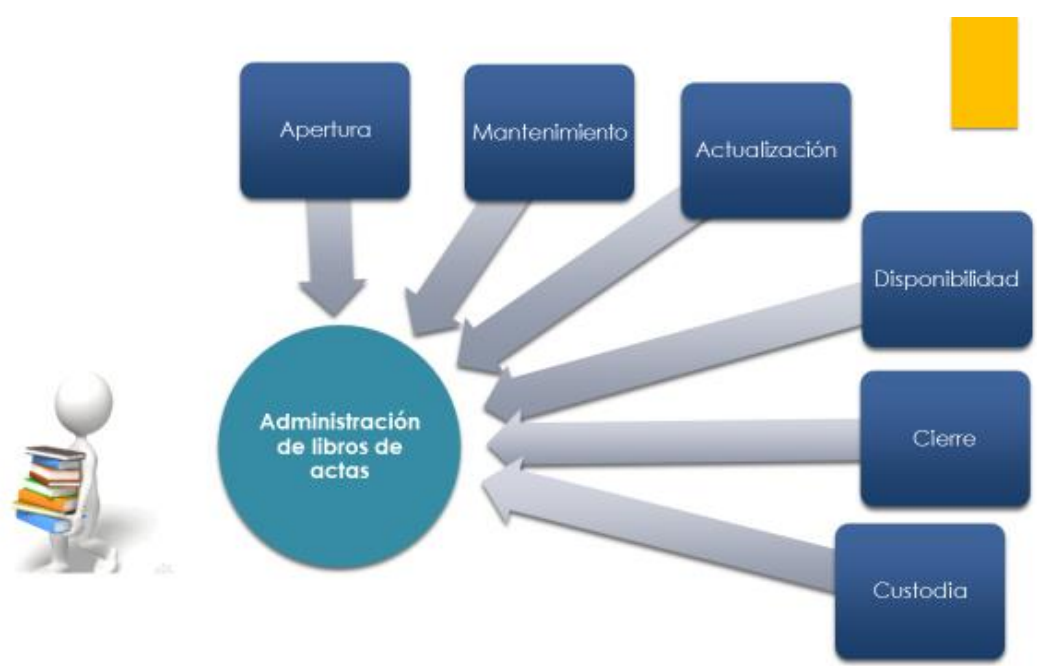 Apertura
Mantenimiento
Actualización
Disponibilidad
Cierre
Custodia
Administración
de libros de
actas